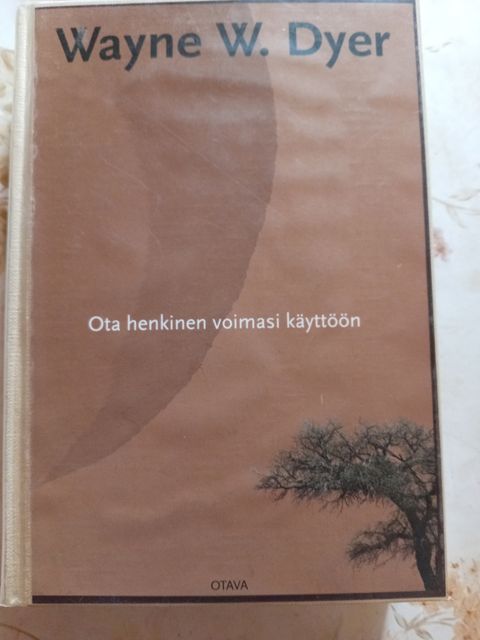 Wayne W. Dyer
Ota henkinen voimasi käyttöön
OTAVA